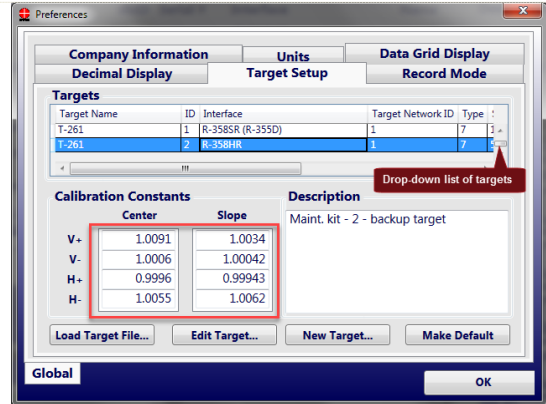 Preferences
Company Information Units Data Grid Display
Decimal Display Target Setup Record Mode
Targets
Target Name ID Interface Target Network ID Type
T-261 1 R-358SR (R-355D) 1 7
T-261 2 R-358HR 1 7
Drop-down list of targets
Calibration Constants Description
Center Slope
Maint. kit - 2 - backup target
V+ 1.0091 1.0034
V- 1.0006 1.00042
H+ 0.9996 0.99943
H- 1.0055 1.0062
Load Target File... Edit Target... New Target... Make Default
Global
OK